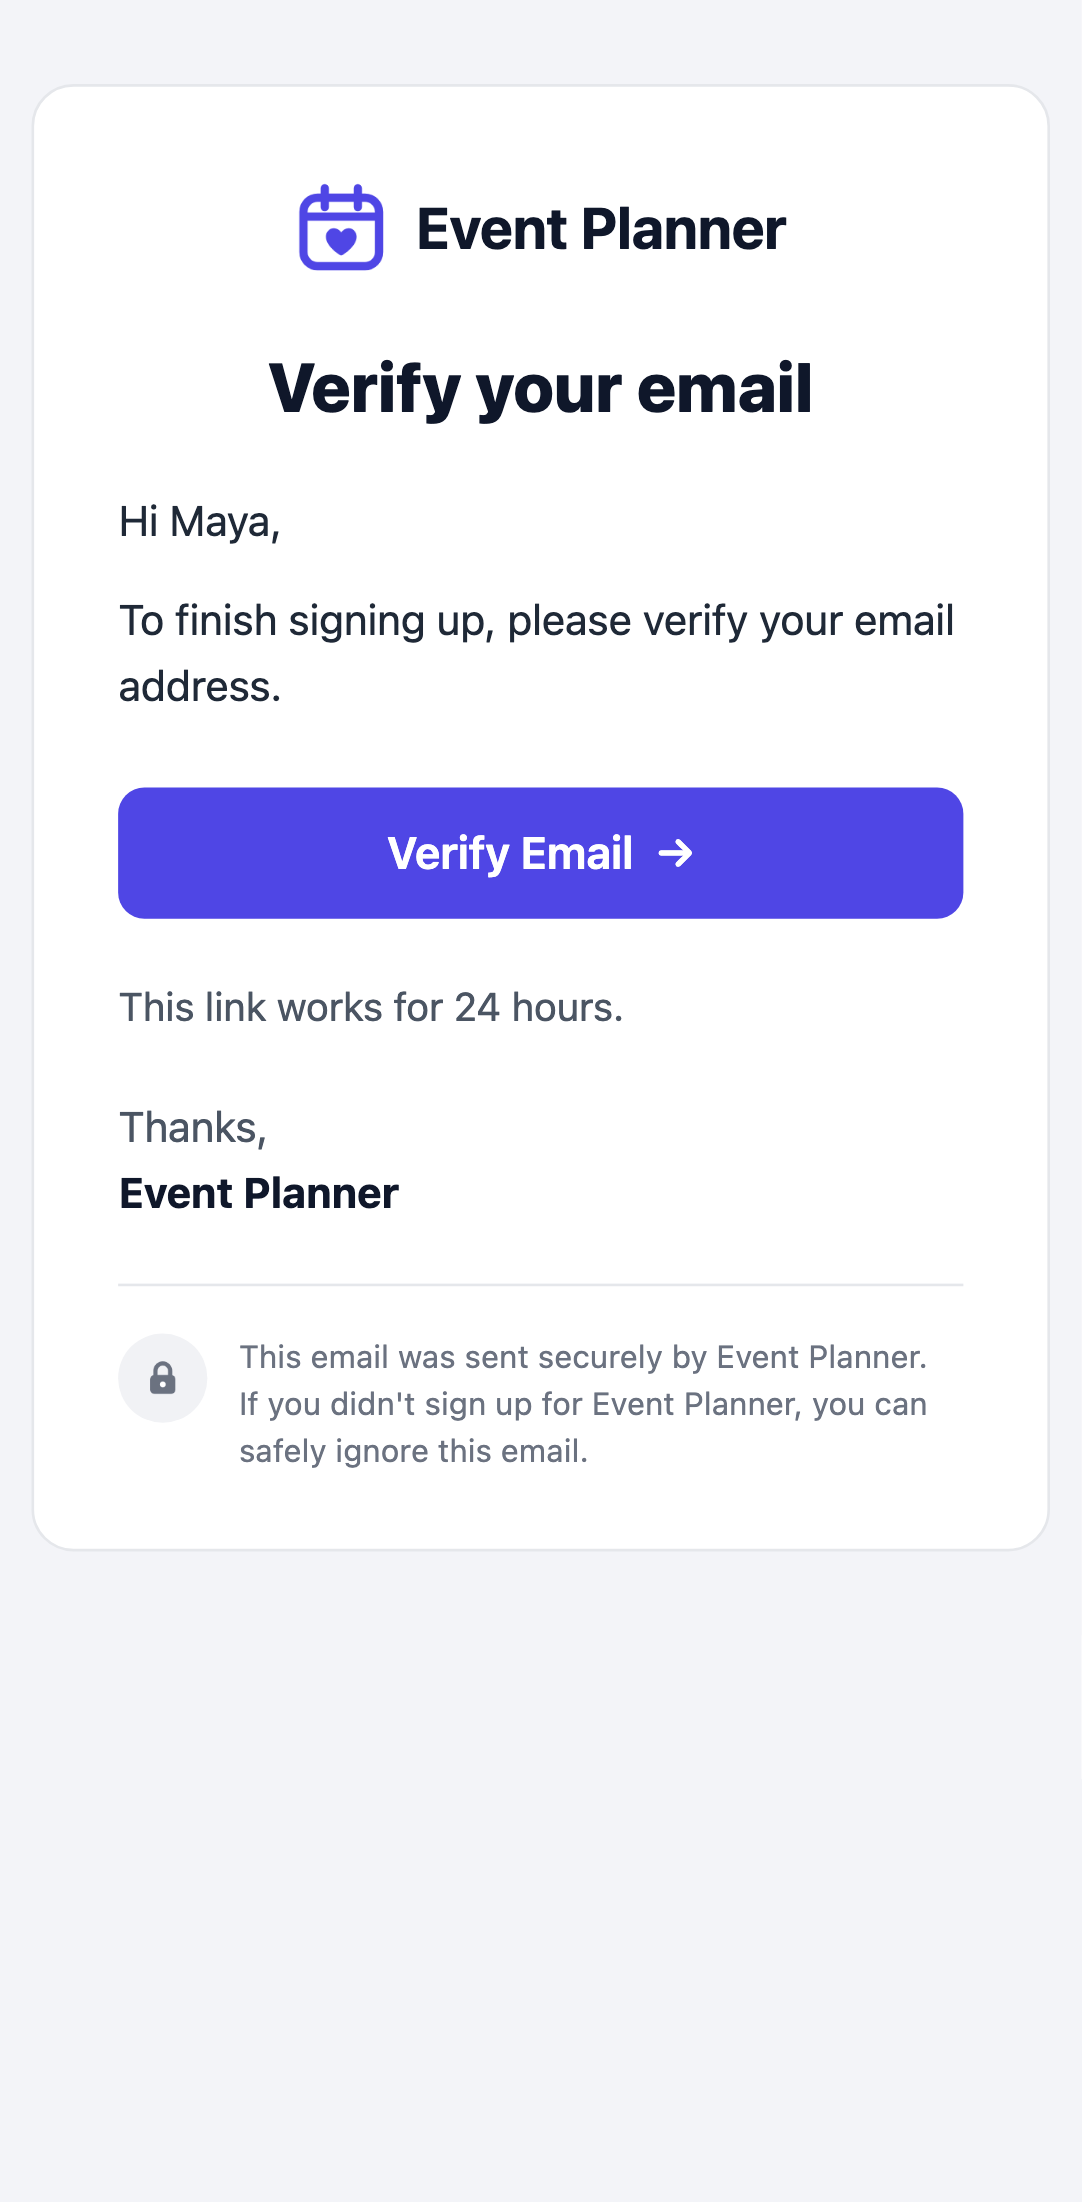 Event Planner
Verify your email
Hi Maya,
To finish signing up, please verify your email
address.
Verify Email →
This link works for 24 hours.
Thanks,
Event Planner
This email was sent securely by Event Planner.
If you didn't sign up for Event Planner, you can
safely ignore this email.